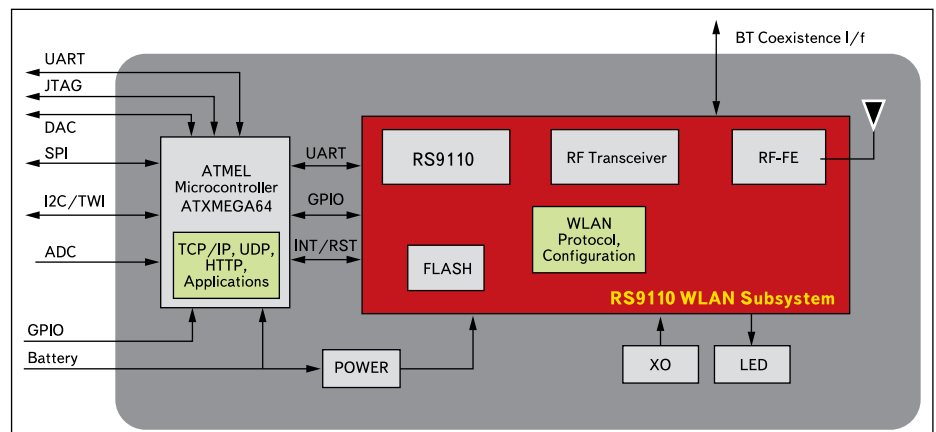 BT Coexistence I/f
UART
JTAG
DAC
SPI
I2C/TWI
ADC
GPIO
Battery
ATMEL
Microcontroller
ATXMEGA64
TCP/IP, UDP,
HTTP,
Applications
UART
GPIO
INT/RST
RS9110
RF Transceiver
RF-FE
WLAN
Protocol,
Configuration
FLASH
RS9110 WLAN Subsystem
POWER
XO
LED